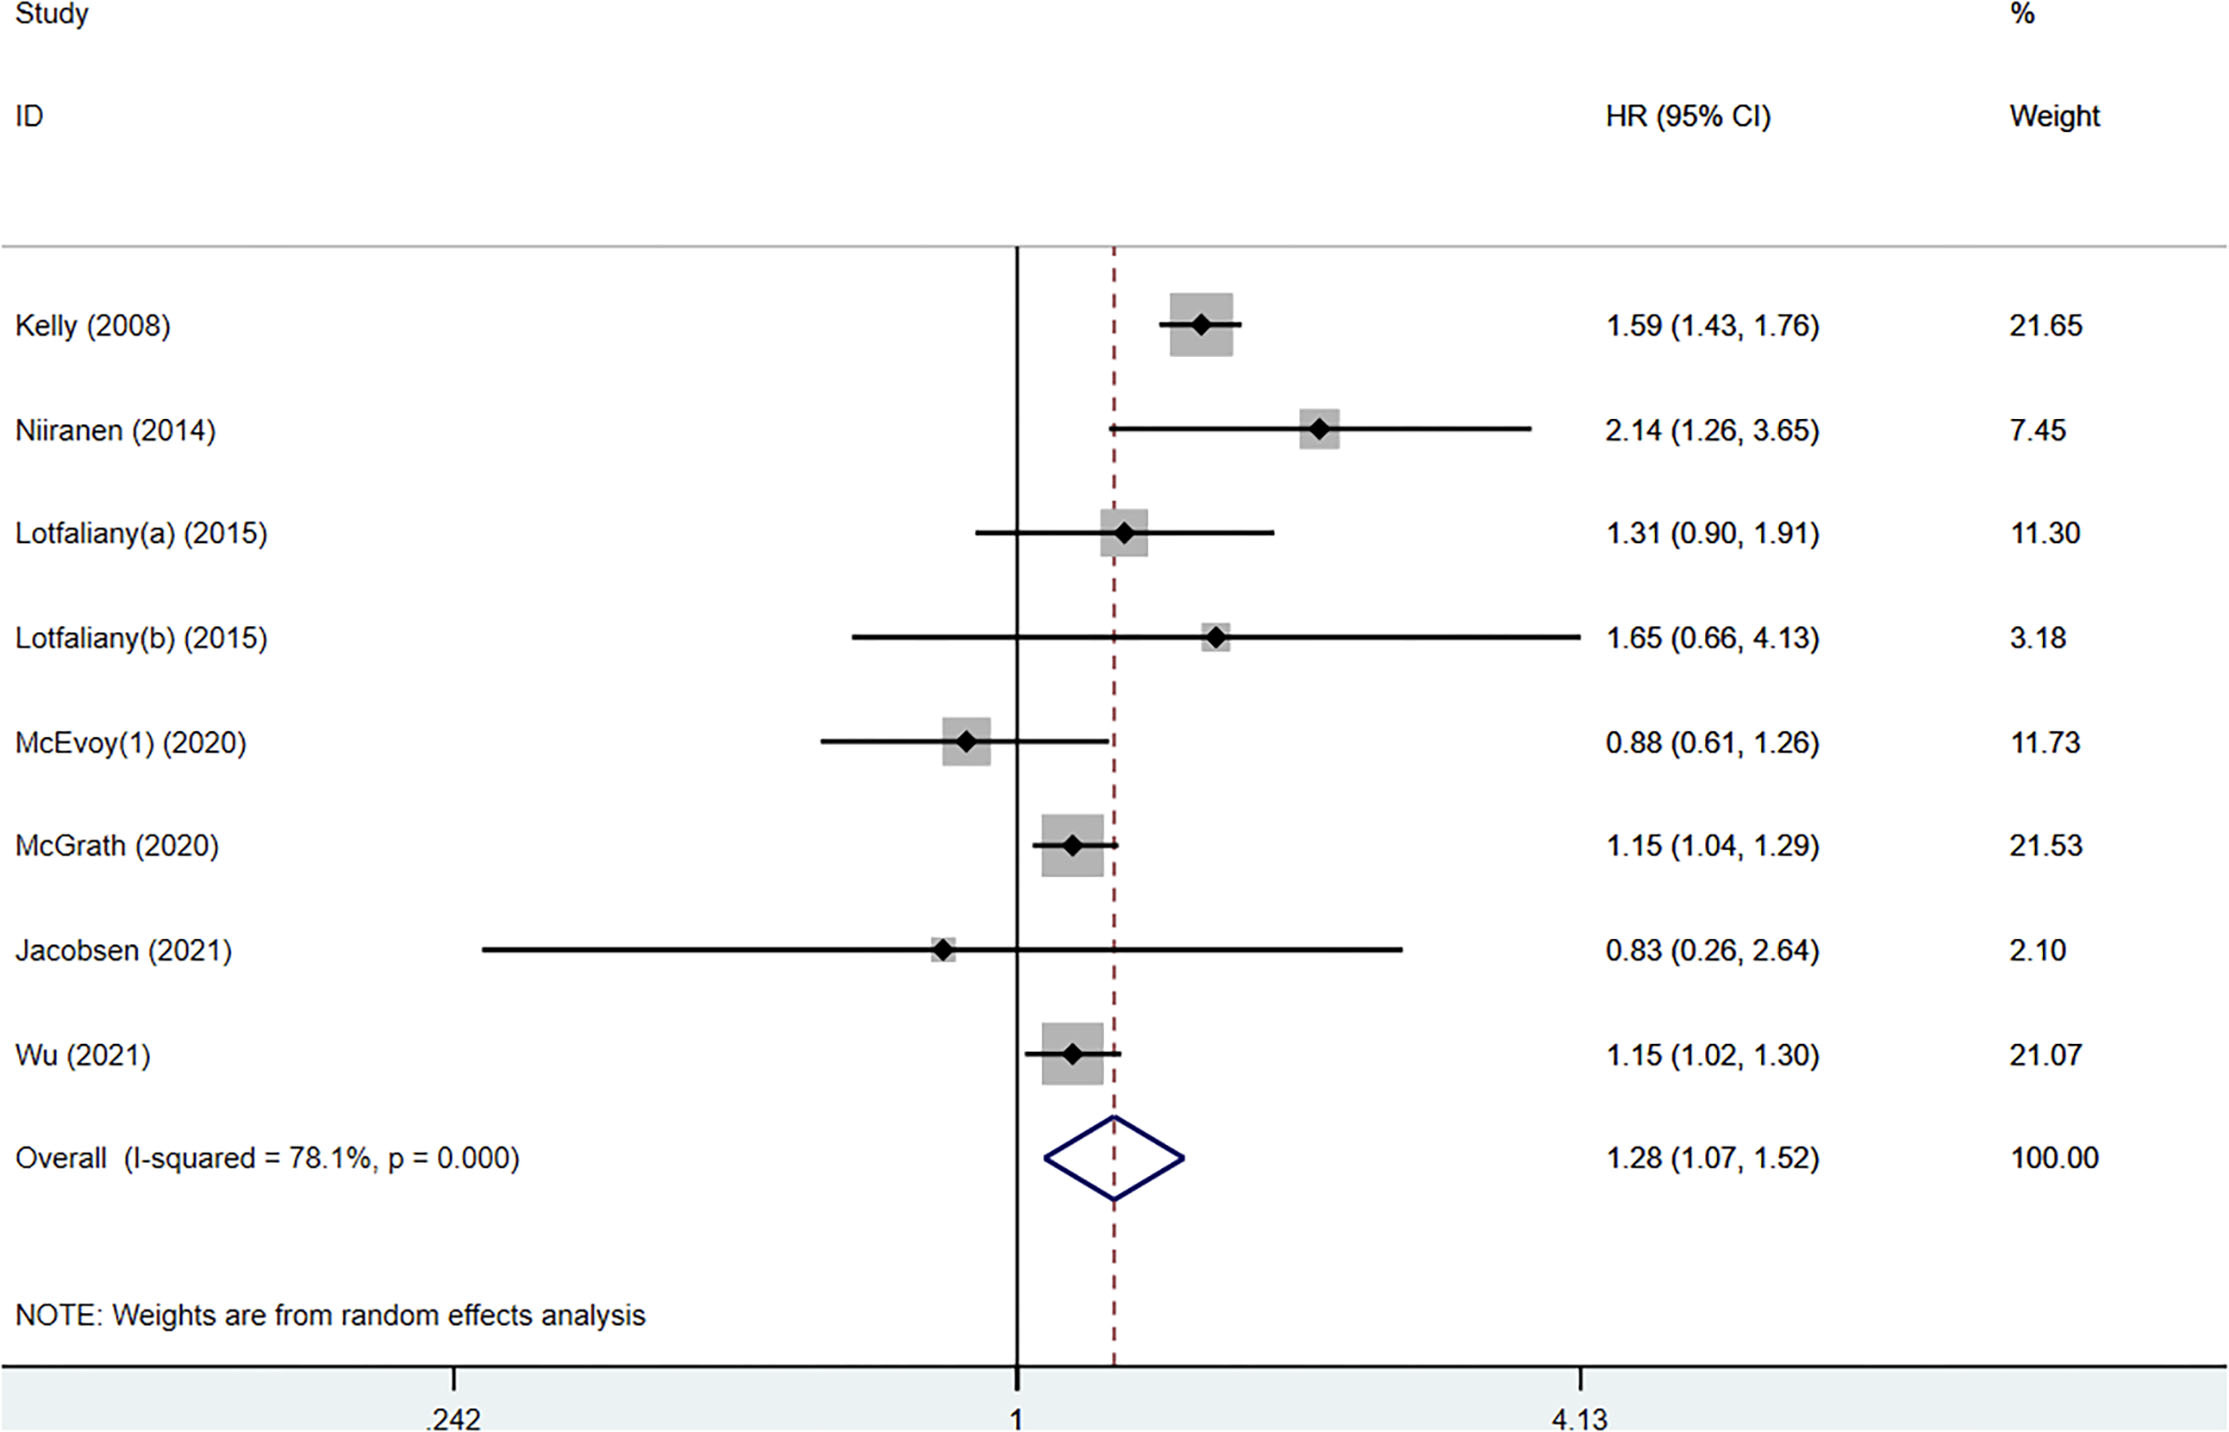 Study %
ID HR (95% CI) Weight
Kelly (2008) 1.59 (1.43, 1.76) 21.65
Niiranen (2014) 2.14 (1.26, 3.65) 7.45
Lotfaliany(a) (2015) 1.31 (0.90, 1.91) 11.30
Lotfaliany(b) (2015) 1.65 (0.66, 4.13) 3.18
McEvoy(1) (2020) 0.88 (0.61, 1.26) 11.73
McGrath (2020) 1.15 (1.04, 1.29) 21.53
Jacobsen (2021) 0.83 (0.26, 2.64) 2.10
Wu (2021) 1.15 (1.02, 1.30) 21.07
Overall (I-squared = 78.1%, p = 0.000) 1.28 (1.07, 1.52) 100.00
NOTE: Weights are from random effects analysis
.242 1 4.13